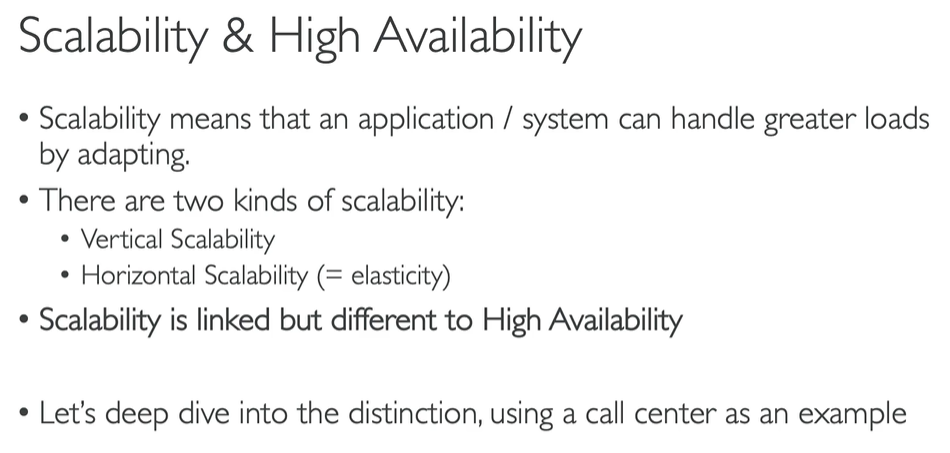 Scalability & High Availability
• Scalability means that an application / system can handle greater loads
by adapting.
• There are two kinds of scalability:
• Vertical Scalability
• Horizontal Scalability (= elasticity)
• Scalability is linked but different to High Availability
• Let's deep dive into the distinction, using a call center as an example